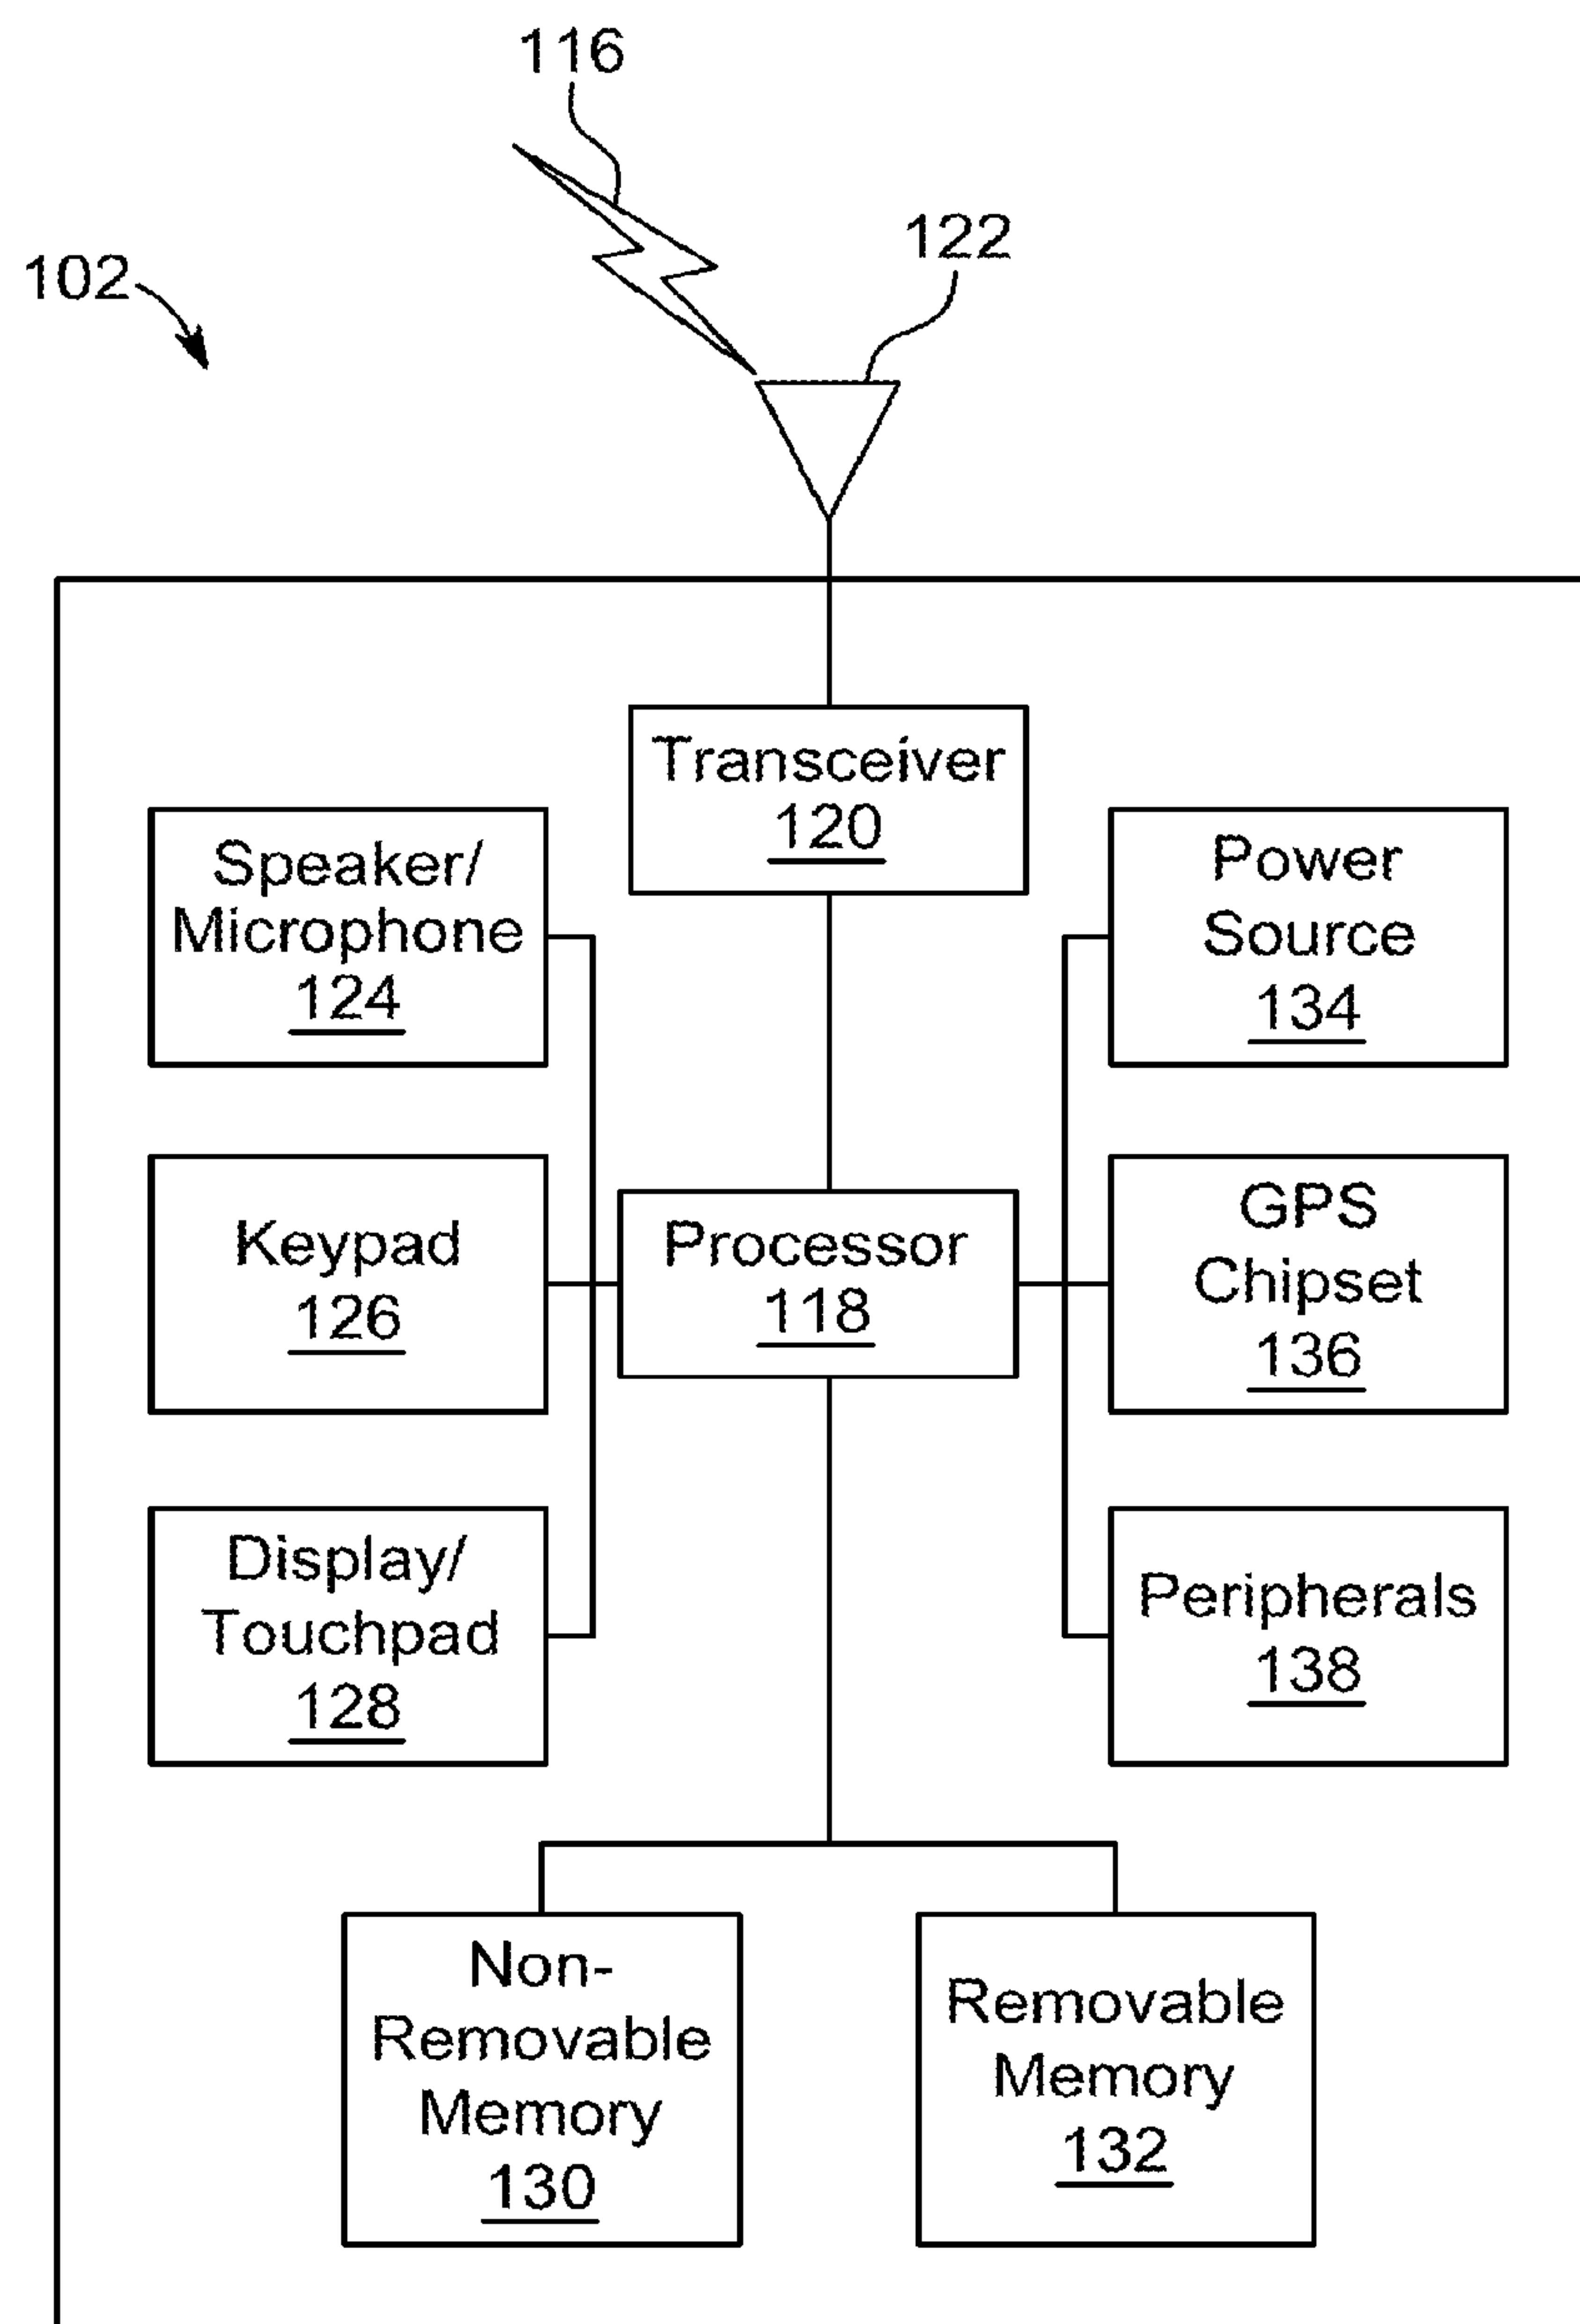 116
122
102
Transceiver
120
Speaker/
Microphone
124
Power
Source
134
Keypad
126
Processor
118
GPS
Chipset
136
Display/
Touchpad
128
Peripherals
138
Non-
Removable
Memory
130
Removable
Memory
132